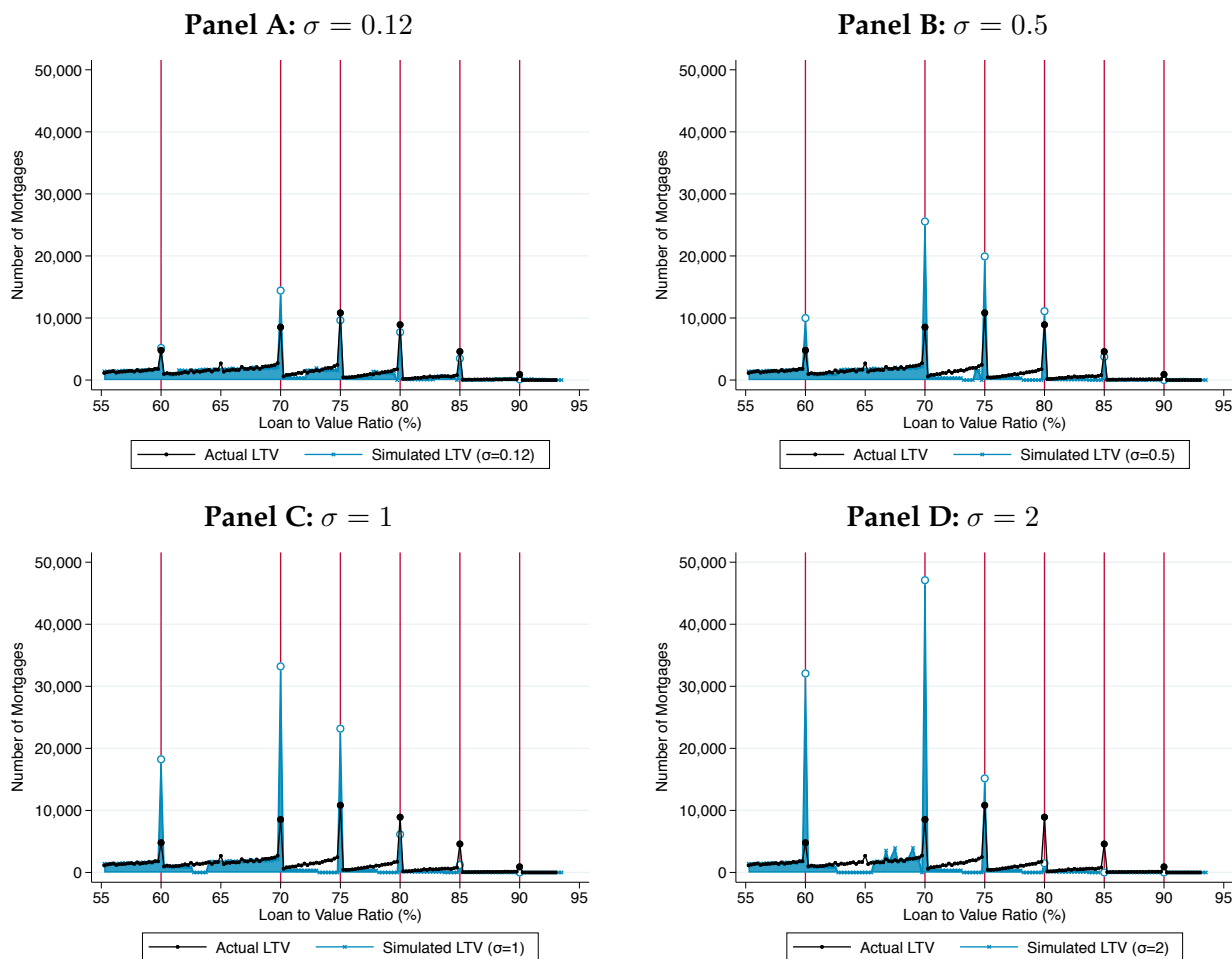 Panel A: σ = 0.12
50,000
40,000
30,000
20,000
10,000
0
Number of Mortgages
55 60 65 70 75 80 85 90 95
Loan to Value Ratio (%)
Actual LTV Simulated LTV (σ=0.12)
Panel B: σ = 0.5
50,000
40,000
30,000
20,000
10,000
0
Number of Mortgages
55 60 65 70 75 80 85 90 95
Loan to Value Ratio (%)
Actual LTV Simulated LTV (σ=0.5)
Panel C: σ = 1
50,000
40,000
30,000
20,000
10,000
0
Number of Mortgages
55 60 65 70 75 80 85 90 95
Loan to Value Ratio (%)
Actual LTV Simulated LTV (σ=1)
Panel D: σ = 2
50,000
40,000
30,000
20,000
10,000
0
Number of Mortgages
55 60 65 70 75 80 85 90 95
Loan to Value Ratio (%)
Actual LTV Simulated LTV (σ=2)